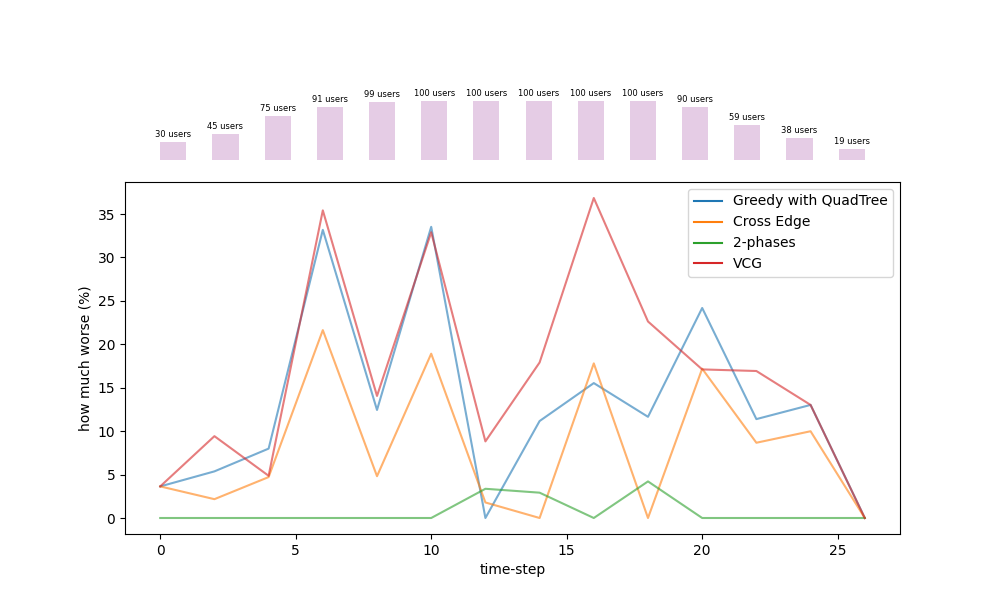 30 users
45 users
75 users
91 users
99 users
100 users
100 users
100 users
100 users
100 users
90 users
59 users
38 users
19 users
Greedy with QuadTree
Cross Edge
2-phases
VCG
how much worse (%)
35
30
25
20
15
10
5
0
0 5 10 15 20 25
time-step